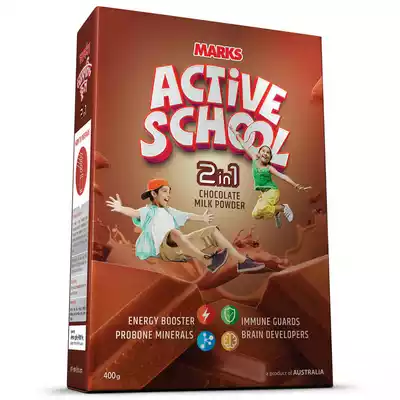 MARKS
ACTIVE
SCHOOL
2in1
CHOCOLATE
MILK POWDER
ENERGY BOOSTER
IMMUNE GUARDS
PROBONE MINERALS
BRAIN DEVELOPERS
400g
a product of AUSTRALIA
2in1